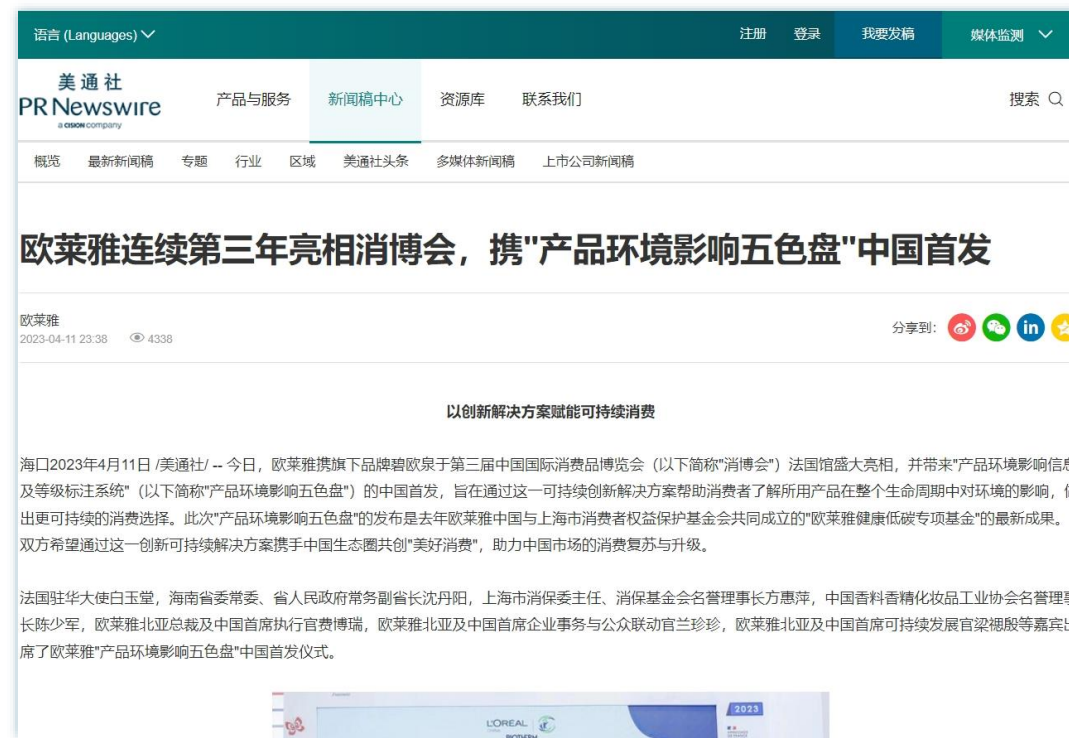 语言 (Languages)
注册 登录 我要发稿 媒体监测
美通社
PR Newswire
a CISION company
产品与服务 新闻稿中心 资源库 联系我们 搜索
概览 最新新闻稿 专题 行业 区域 美通社头条 多媒体新闻稿 上市公司新闻稿
欧莱雅连续第三年亮相消博会，携"产品环境影响五色盘"中国首发
欧莱雅
2023-04-11 23:38 4338
分享到:
以创新解决方案赋能可持续消费
海口2023年4月11日 /美通社/ -- 今日，欧莱雅携旗下品牌碧欧泉于第三届中国国际消费品博览会（以下简称"消博会"）法国馆盛大亮相，并带来"产品环境影响信息
及等级标注系统"（以下简称"产品环境影响五色盘"）的中国首发，旨在通过这一可持续创新解决方案帮助消费者了解所用产品在整个生命周期中对环境的影响，做
出更可持续的消费选择。此次"产品环境影响五色盘"的发布是去年欧莱雅中国与上海市消费者权益保护基金会共同成立的"欧莱雅健康低碳专项基金"的最新成果。
双方希望通过这一创新可持续解决方案携手中国生态圈共创"美好消费"，助力中国市场的消费复苏与升级。
法国驻华大使白玉堂，海南省委常委、省人民政府常务副省长沈丹阳，上海市消保委主任、消保基金会名誉理事长方惠萍，中国香料香精化妆品工业协会名誉理事
长陈少军，欧莱雅北亚总裁及中国首席执行官费博瑞，欧莱雅北亚及中国首席企业事务与公众联动官兰珍珍，欧莱雅北亚及中国首席可持续发展官梁禗殷等嘉宾出
席了欧莱雅"产品环境影响五色盘"中国首发仪式。
L'OREAL
BIOTHERM
2023